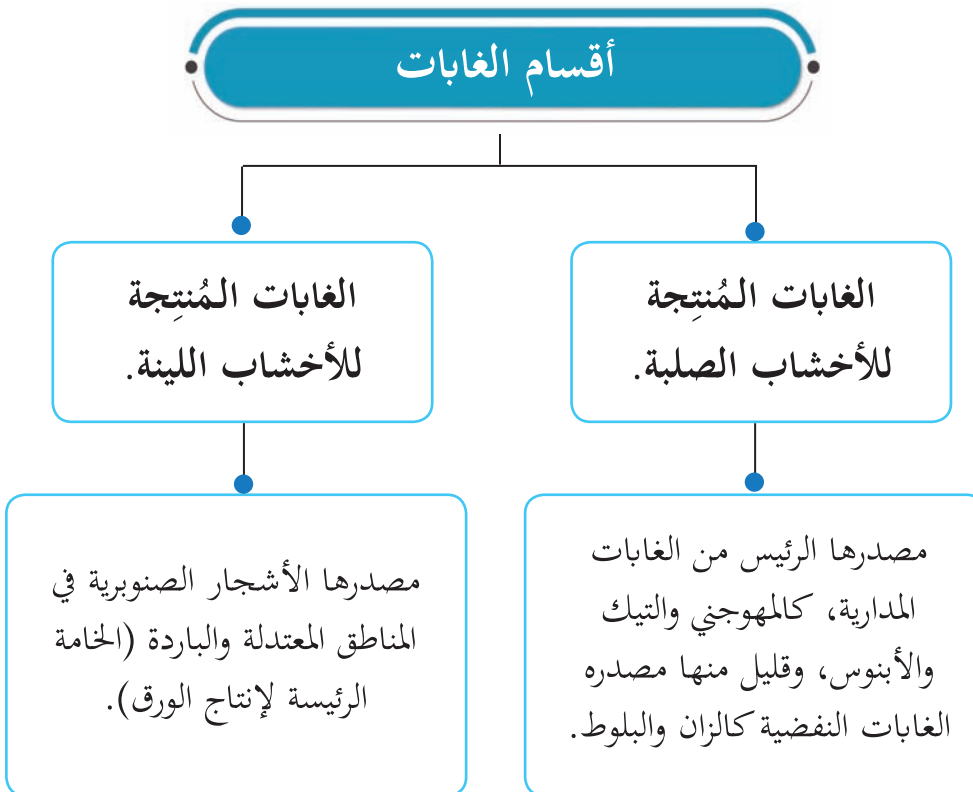 أقسام الغابات
الغابات المُنتِجة
للأخشاب الصلبة.
الغابات المُنتِجة
للأخشاب اللينة.
مصدرها الرئيس من الغابات
المدارية، كالمهوجني والتيك
والأبنوس، وقليل منها مصدره
الغابات النفضية كالزان والبلوط.
مصدرها الأشجار الصنوبرية في
المناطق المعتدلة والباردة (الخامة
الرئيسة لإنتاج الورق).